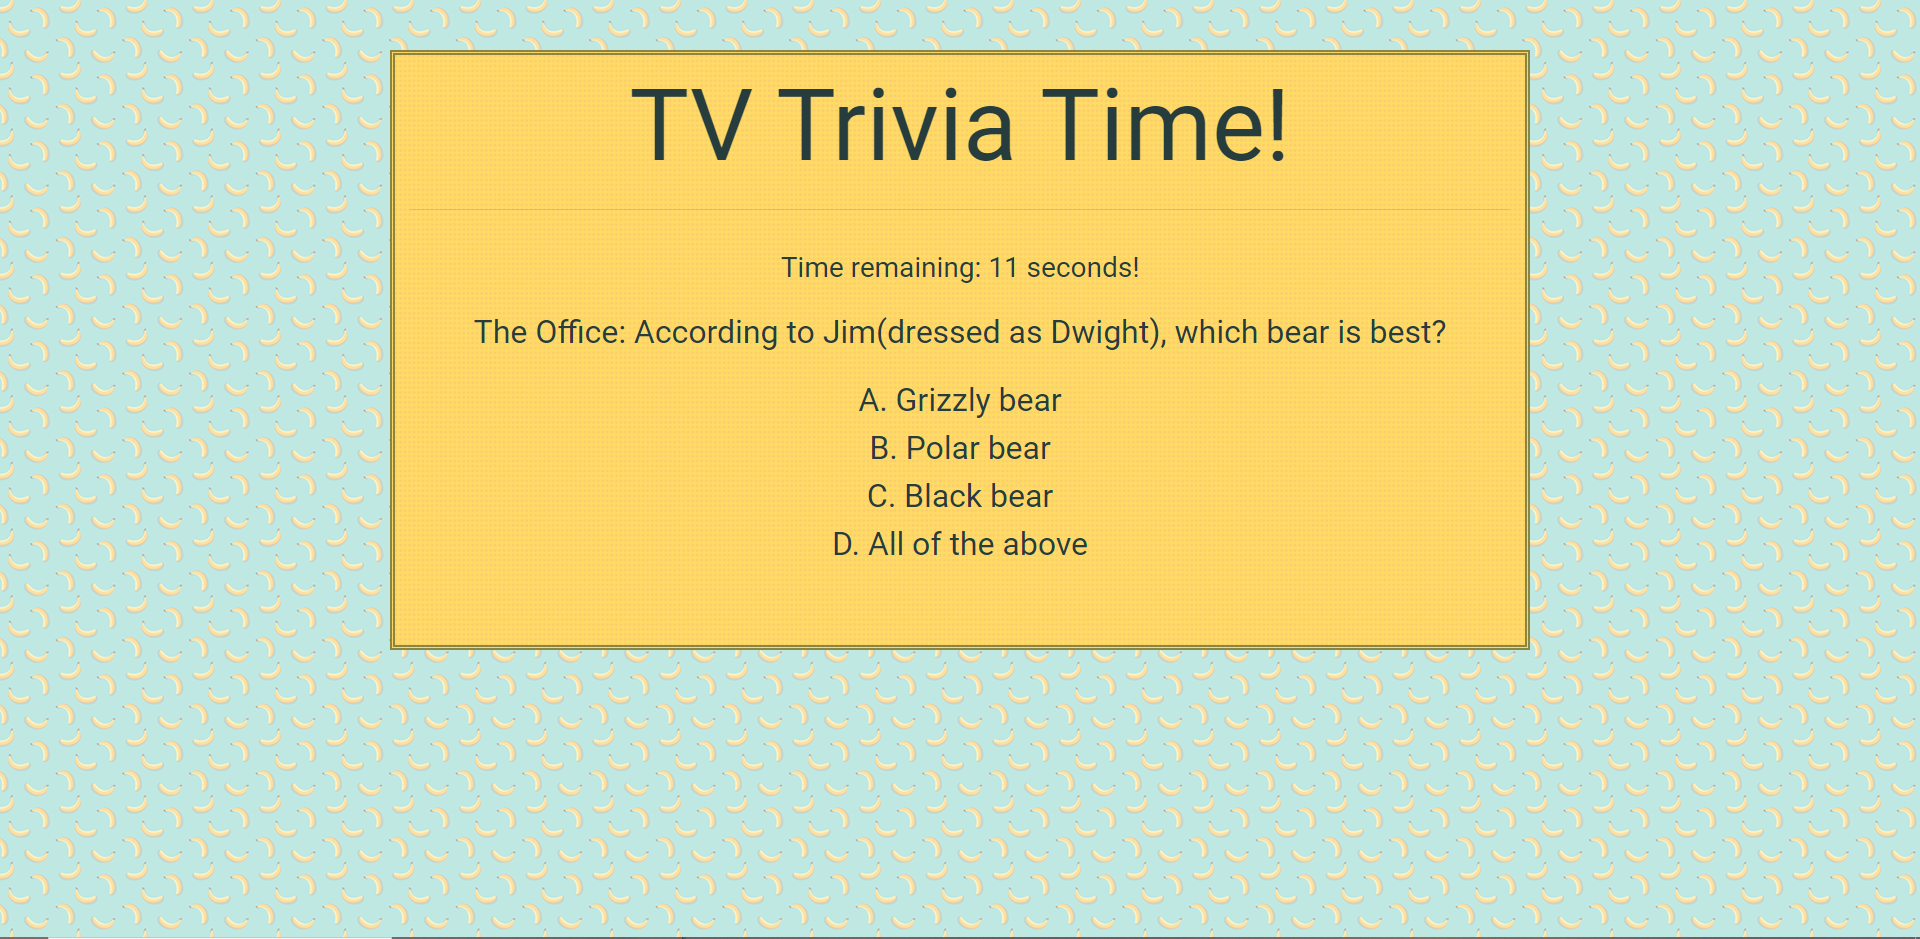 TV Trivia Time!
Time remaining: 11 seconds!
The Office: According to Jim(dressed as Dwight), which bear is best?
A. Grizzly bear
B. Polar bear
C. Black bear
D. All of the above